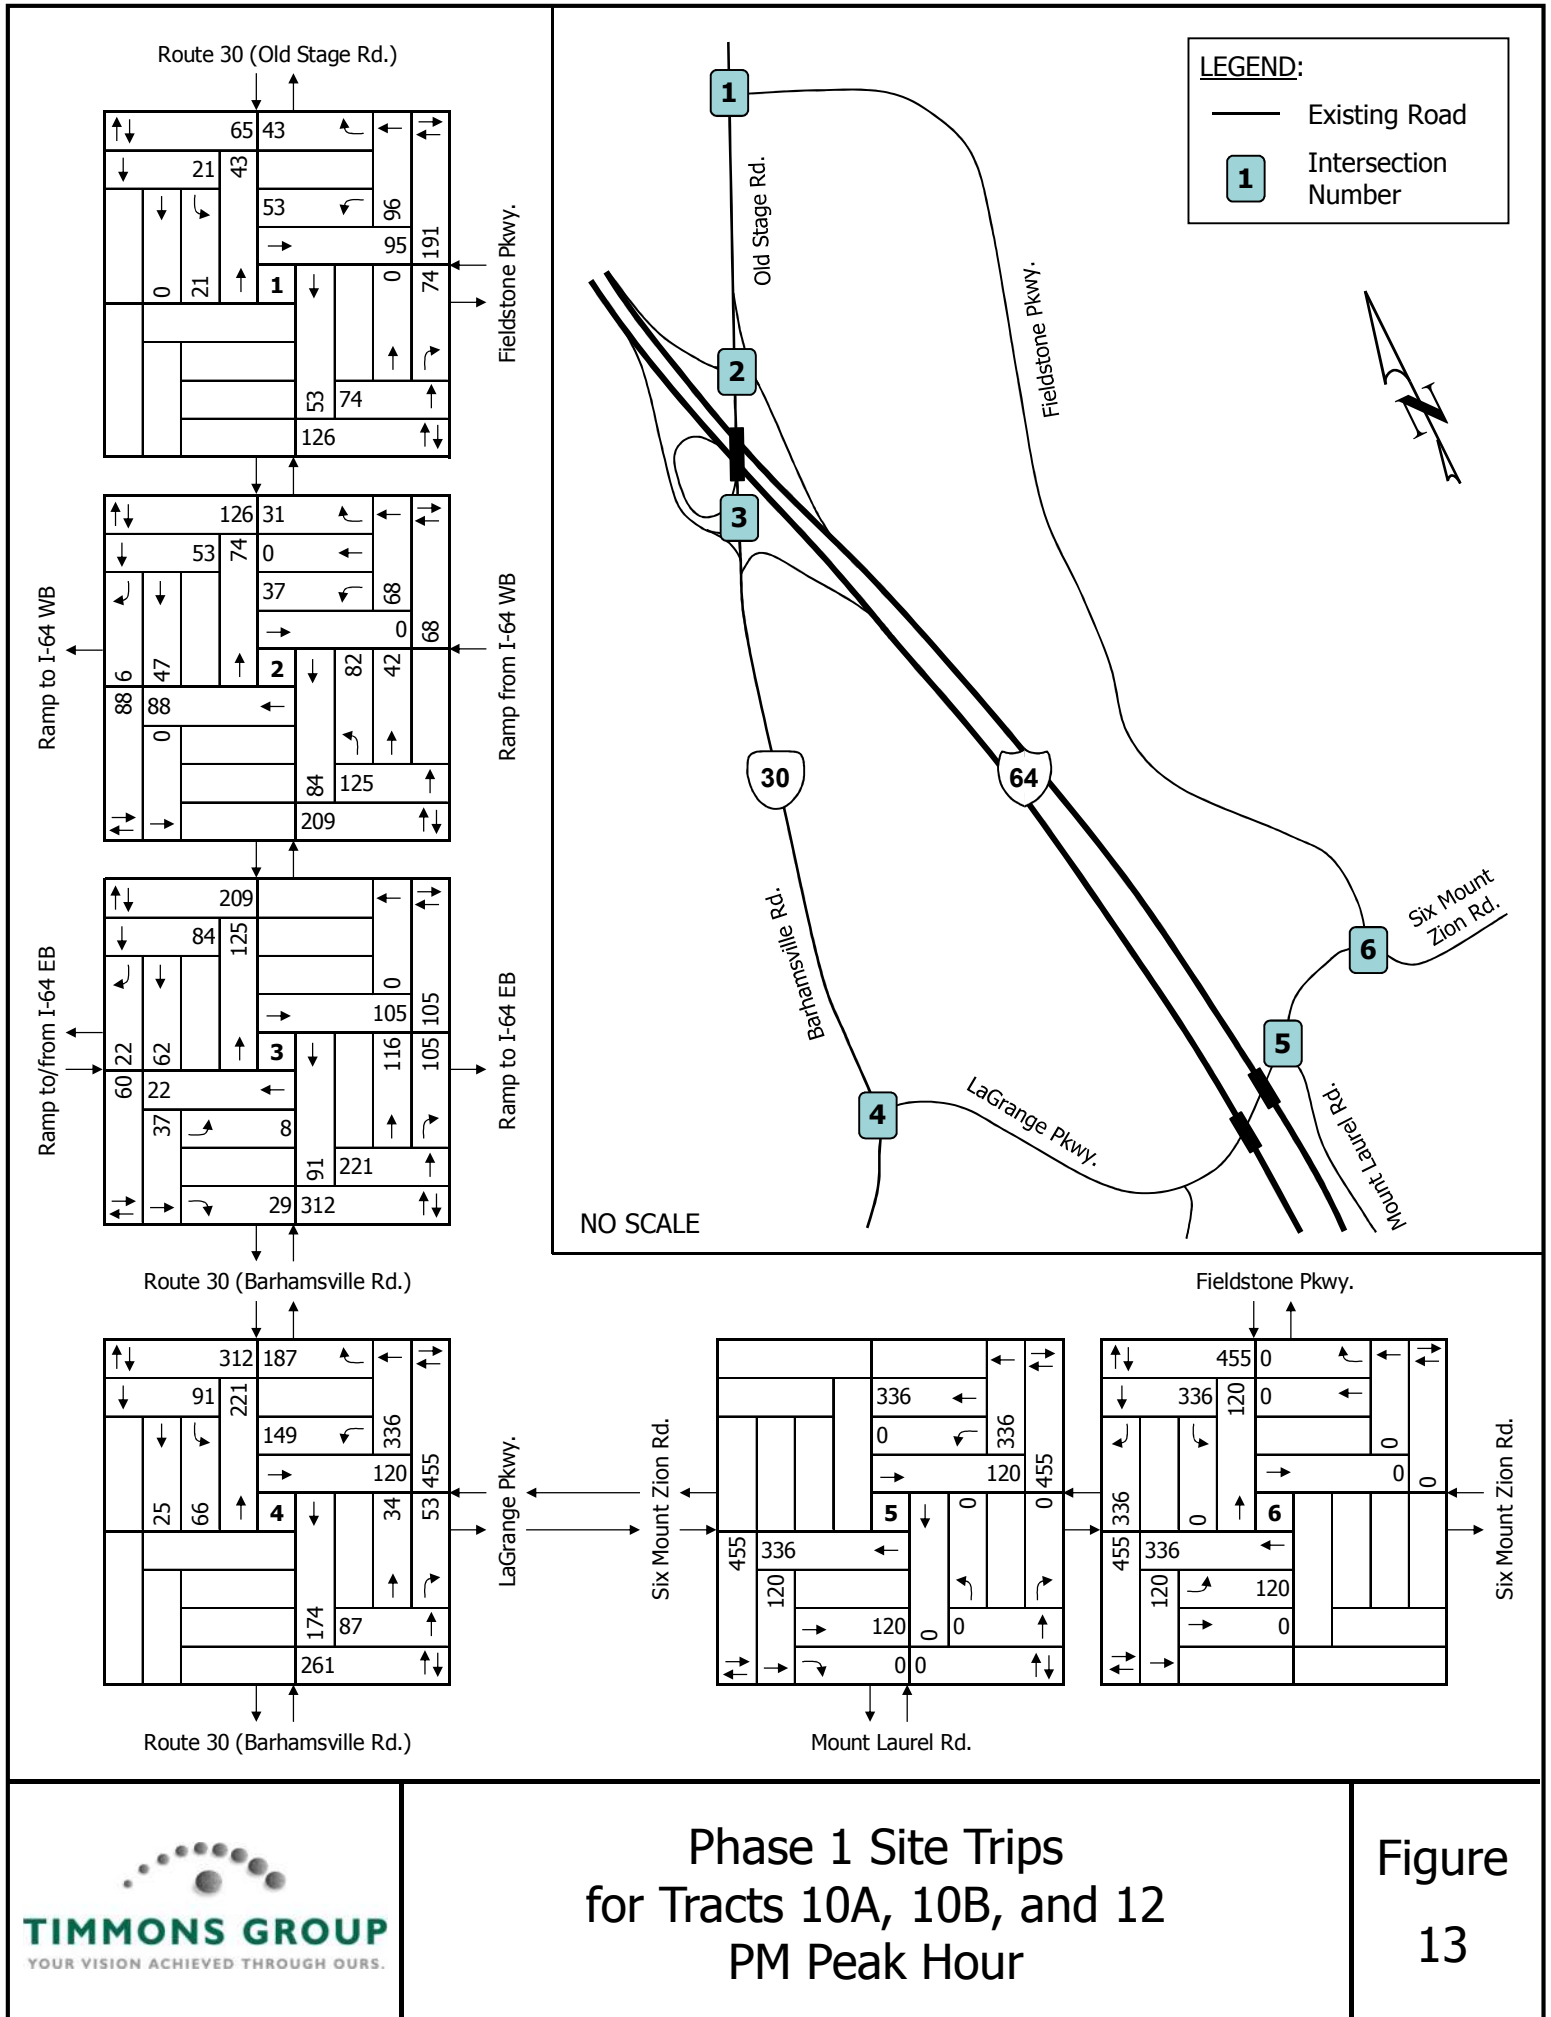 Route 30 (Old Stage Rd.)
65 43
21 43
53 96
95 191
0 21 1 0 74
Fieldstone Pkwy.
53 74
126
126 31
53 74 0
37 68
0 68
6 47 2 82 42
88 88
0
84 125
209
Ramp to I-64 WB
Ramp from I-64 WB
209
84 125
0
105 105
22 62 3 116 105
60 22
37 8
91 221
29 312
Ramp to/from I-64 EB
Ramp to I-64 EB
Route 30 (Barhamsville Rd.)
312 187
91 221
149 336
120 455
25 66 4 34 53
174 87
261
LaGrange Pkwy.
Route 30 (Barhamsville Rd.)
LEGEND:
Existing Road
1 Intersection
Number
1
Old Stage Rd.
Fieldstone Pkwy.
2
3
N
30
64
Barhamsville Rd.
Six Mount
Zion Rd.
6
5
4
LaGrange Pkwy.
Mount Laurel Rd.
NO SCALE
Six Mount Zion Rd.
336
0 336
120 455
5 0 0
455 336
120
120 0 0
0 0
Mount Laurel Rd.
Fieldstone Pkwy.
455 0
336 120 0
0
0 0
336 0 6
455 336
120 120
0
Six Mount Zion Rd.
TIMMONS GROUP
YOUR VISION ACHIEVED THROUGH OURS.
Phase 1 Site Trips
for Tracts 10A, 10B, and 12
PM Peak Hour
Figure
13